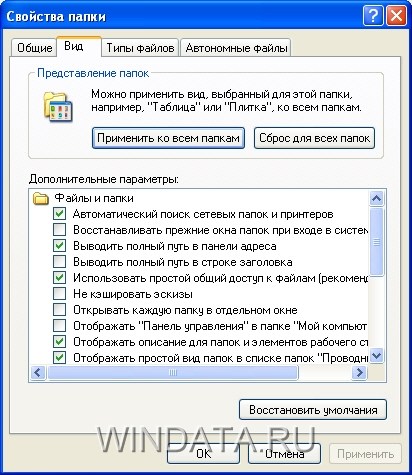 Свойства папки
Общие Вид Типы файлов Автономные файлы
Представление папок
Можно применить вид, выбранный для этой папки,
например, "Таблица" или "Плитка", ко всем папкам.
Применить ко всем папкам Сброс для всех папок
Дополнительные параметры:
Файлы и папки
Автоматический поиск сетевых папок и принтеров
Восстанавливать прежние окна папок при входе в систем
Выводить полный путь в панели адреса
Выводить полный путь в строке заголовка
Использовать простой общий доступ к файлам (рекоменд
Не кэшировать эскизы
Открывать каждую папку в отдельном окне
Отображать "Панель управления" в папке "Мой компьют
Отображать описание для папок и элементов рабочего ст
Отображать простой вид папок в списке папок "Проводни
Восстановить умолчания
WINDATA.RU
ОК Отмена Применить